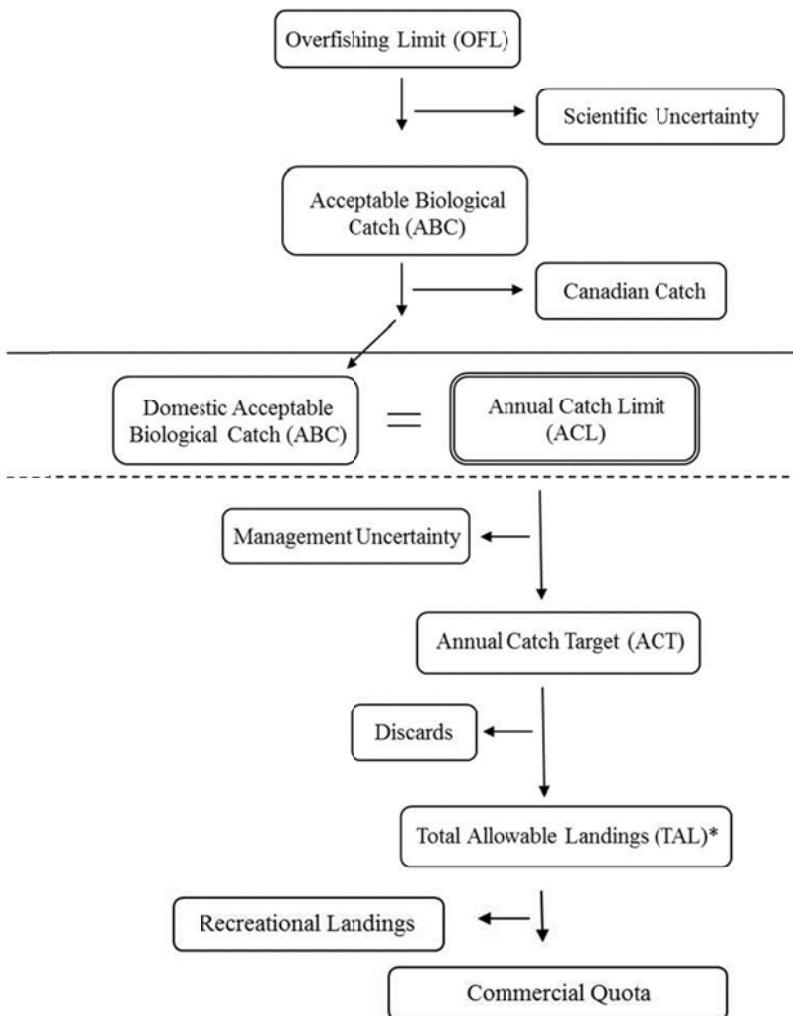 Overfishing Limit (OFL)
Scientific Uncertainty
Acceptable Biological
Catch (ABC)
Canadian Catch
Domestic Acceptable
Biological Catch (ABC)
=
Annual Catch Limit
(ACL)
Management Uncertainty
Annual Catch Target (ACT)
Discards
Total Allowable Landings (TAL)*
Recreational Landings
Commercial Quota